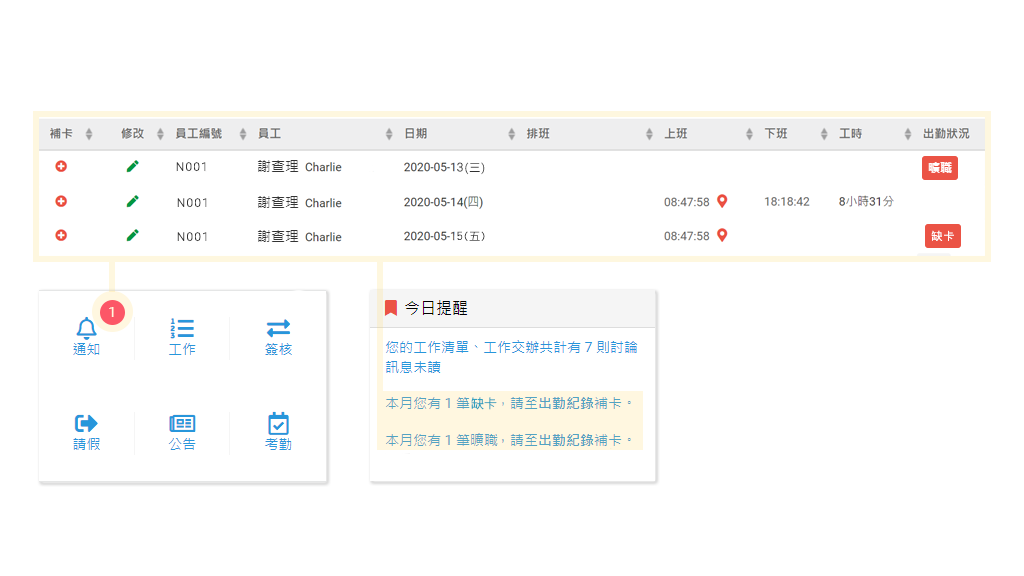 補卡 修改 員工編號 員工 日期 排班 上班 下班 工時 出勤狀況
N001 謝查理 Charlie 2020-05-13(三) 曠職
N001 謝查理 Charlie 2020-05-14(四) 08:47:58 18:18:42 8小時31分
N001 謝查理 Charlie 2020-05-15(五) 08:47:58 缺卡
1
通知 工作 簽核
請假 公告 考勤
今日提醒
您的工作清單、工作交辦共計有 7 則討論
訊息未讀
本月您有 1 筆缺卡，請至出勤紀錄補卡。
本月您有 1 筆曠職，請至出勤紀錄補卡。